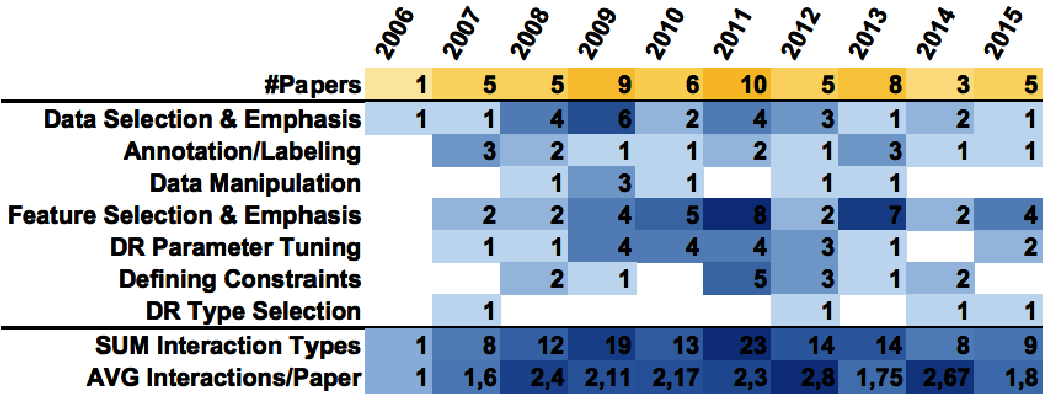 2006 2007 2008 2009 2010 2011 2012 2013 2014 2015
#Papers 1 5 5 9 6 10 5 8 3 5
Data Selection & Emphasis 1 1 4 6 2 4 3 1 2 1
Annotation/Labeling 3 2 1 1 2 1 3 1 1
Data Manipulation 1 3 1 1 1
Feature Selection & Emphasis 2 2 4 5 8 2 7 2 4
DR Parameter Tuning 1 1 4 4 4 3 1 2
Defining Constraints 2 1 5 3 1 2
DR Type Selection 1 1 1 1
SUM Interaction Types 1 8 12 19 13 23 14 14 8 9
AVG Interactions/Paper 1 1,6 2,4 2,11 2,17 2,3 2,8 1,75 2,67 1,8